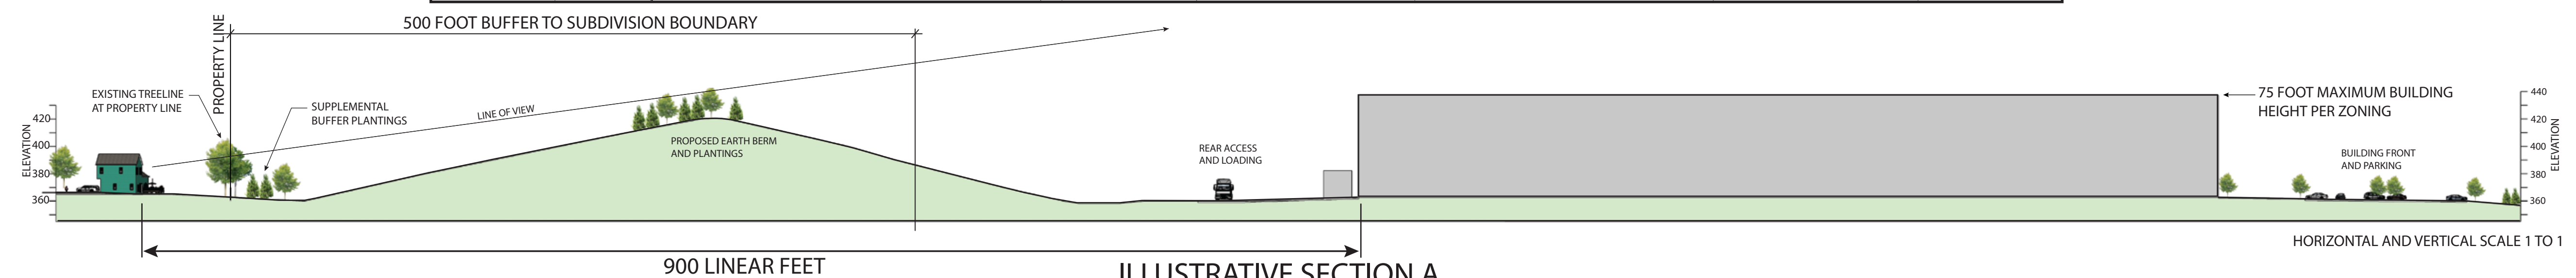 500 FOOT BUFFER TO SUBDIVISION BOUNDARY
PROPERTY LINE
EXISTING TREELINE
AT PROPERTY LINE
SUPPLEMENTAL
BUFFER PLANTINGS
LINE OF VIEW
PROPOSED EARTH BERM
AND PLANTINGS
REAR ACCESS
AND LOADING
75 FOOT MAXIMUM BUILDING
HEIGHT PER ZONING
BUILDING FRONT
AND PARKING
ELEVATION
420
400
380
360
440
420
400
380
360
ELEVATION
HORIZONTAL AND VERTICAL SCALE 1 TO 1
900 LINEAR FEET
ILLUSTRATIVE SECTION A